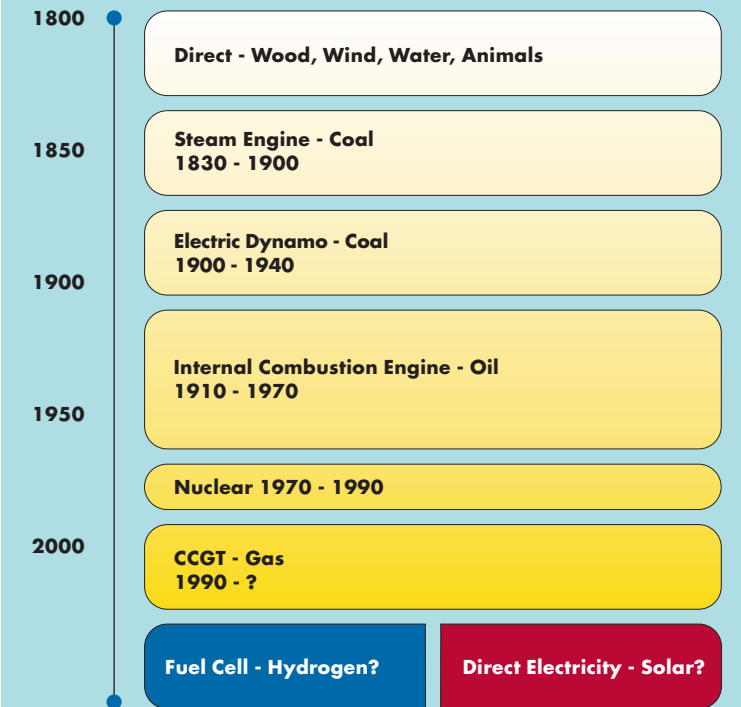 1800
Direct - Wood, Wind, Water, Animals
Steam Engine - Coal
1830 - 1900
1850
Electric Dynamo - Coal
1900 - 1940
1900
Internal Combustion Engine - Oil
1910 - 1970
1950
Nuclear 1970 - 1990
2000
CCGT - Gas
1990 - ?
Fuel Cell - Hydrogen?
Direct Electricity - Solar?